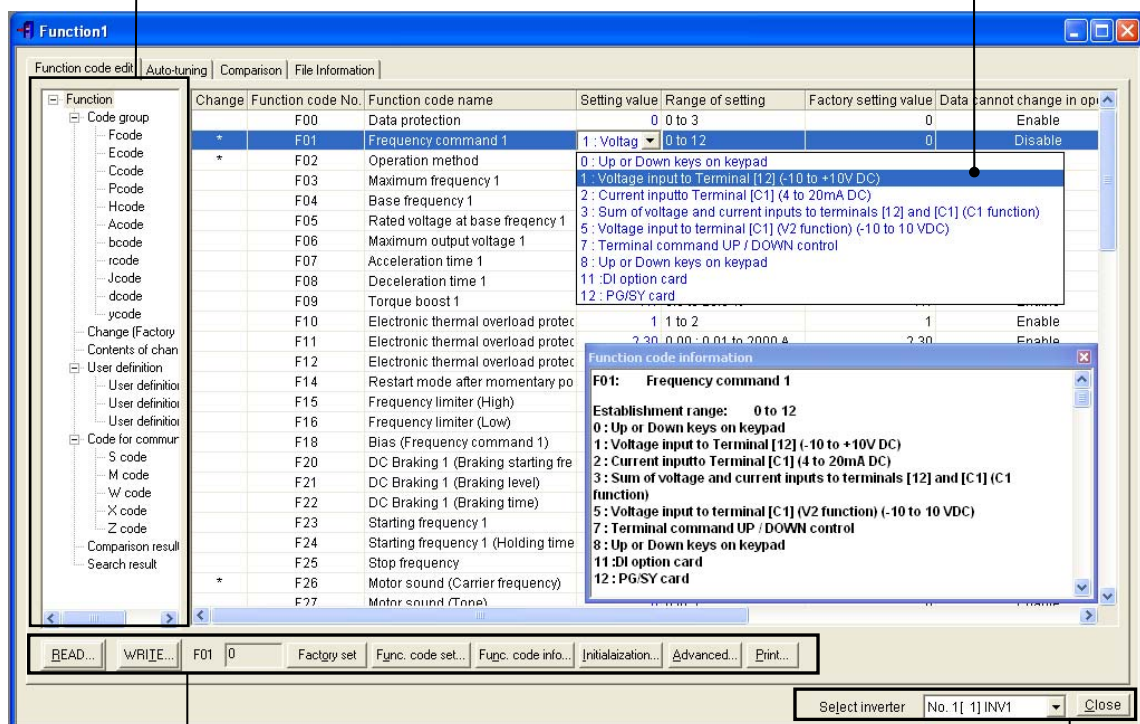 Function1
Function code edit Auto-tuning Comparison File Information
Function
Code group
Fcode
Ecode
Ccode
Pcode
Hcode
Acode
bcode
rcode
Jcode
dcode
ycode
Change (Factory
Contents of chan
User definition
User definition
User definition
User definition
Code for commun
S code
M code
W code
X code
Z code
Comparison result
Search result
Change Function code No. Function code name Setting value Range of setting Factory setting value Data cannot change in ope
F00 Data protection 0 0 to 3 0 Enable
* F01 Frequency command 1 1 : Voltag 0 to 12 0 Disable
* F02 Operation method
F03 Maximum frequency 1
F04 Base frequency 1
F05 Rated voltage at base freqency 1
F06 Maximum output voltage 1
F07 Acceleration time 1
F08 Deceleration time 1
F09 Torque boost 1
0 : Up or Down keys on keypad
1 : Voltage input to Terminal [12] (-10 to +10V DC)
2 : Current inputto Terminal [C1] (4 to 20mA DC)
3 : Sum of voltage and current inputs to terminals [12] and [C1] (C1 function)
5 : Voltage input to terminal [C1] (V2 function) (-10 to 10 VDC)
7 : Terminal command UP / DOWN control
8 : Up or Down keys on keypad
11 :DI option card
12 : PG/SY card
F10 Electronic thermal overload protec 1 1 to 2 1 Enable
F11 Electronic thermal overload protec 2.30 0.00 : 0.01 to 2000 A 2.30 Enable
F12 Electronic thermal overload protec
F14 Restart mode after momentary po
F15 Frequency limiter (High)
F16 Frequency limiter (Low)
F18 Bias (Frequency command 1)
F20 DC Braking 1 (Braking starting fre
F21 DC Braking 1 (Braking level)
F22 DC Braking 1 (Braking time)
F23 Starting frequency 1
F24 Starting frequency 1 (Holding time
F25 Stop frequency
* F26 Motor sound (Carrier frequency)
F27 Motor sound (Tone)
Function code information
F01: Frequency command 1
Establishment range: 0 to 12
0 : Up or Down keys on keypad
1 : Voltage input to Terminal [12] (-10 to +10V DC)
2 : Current inputto Terminal [C1] (4 to 20mA DC)
3 : Sum of voltage and current inputs to terminals [12] and [C1] (C1
function)
5 : Voltage input to terminal [C1] (V2 function) (-10 to 10 VDC)
7 : Terminal command UP / DOWN control
8 : Up or Down keys on keypad
11 :DI option card
12 : PG/SY card
READ... WRITE... F01 0 Factory set Func. code set... Func. code info... Initialaization... Advanced... Print...
Select inverter No. 1[ 1] INV1 Close